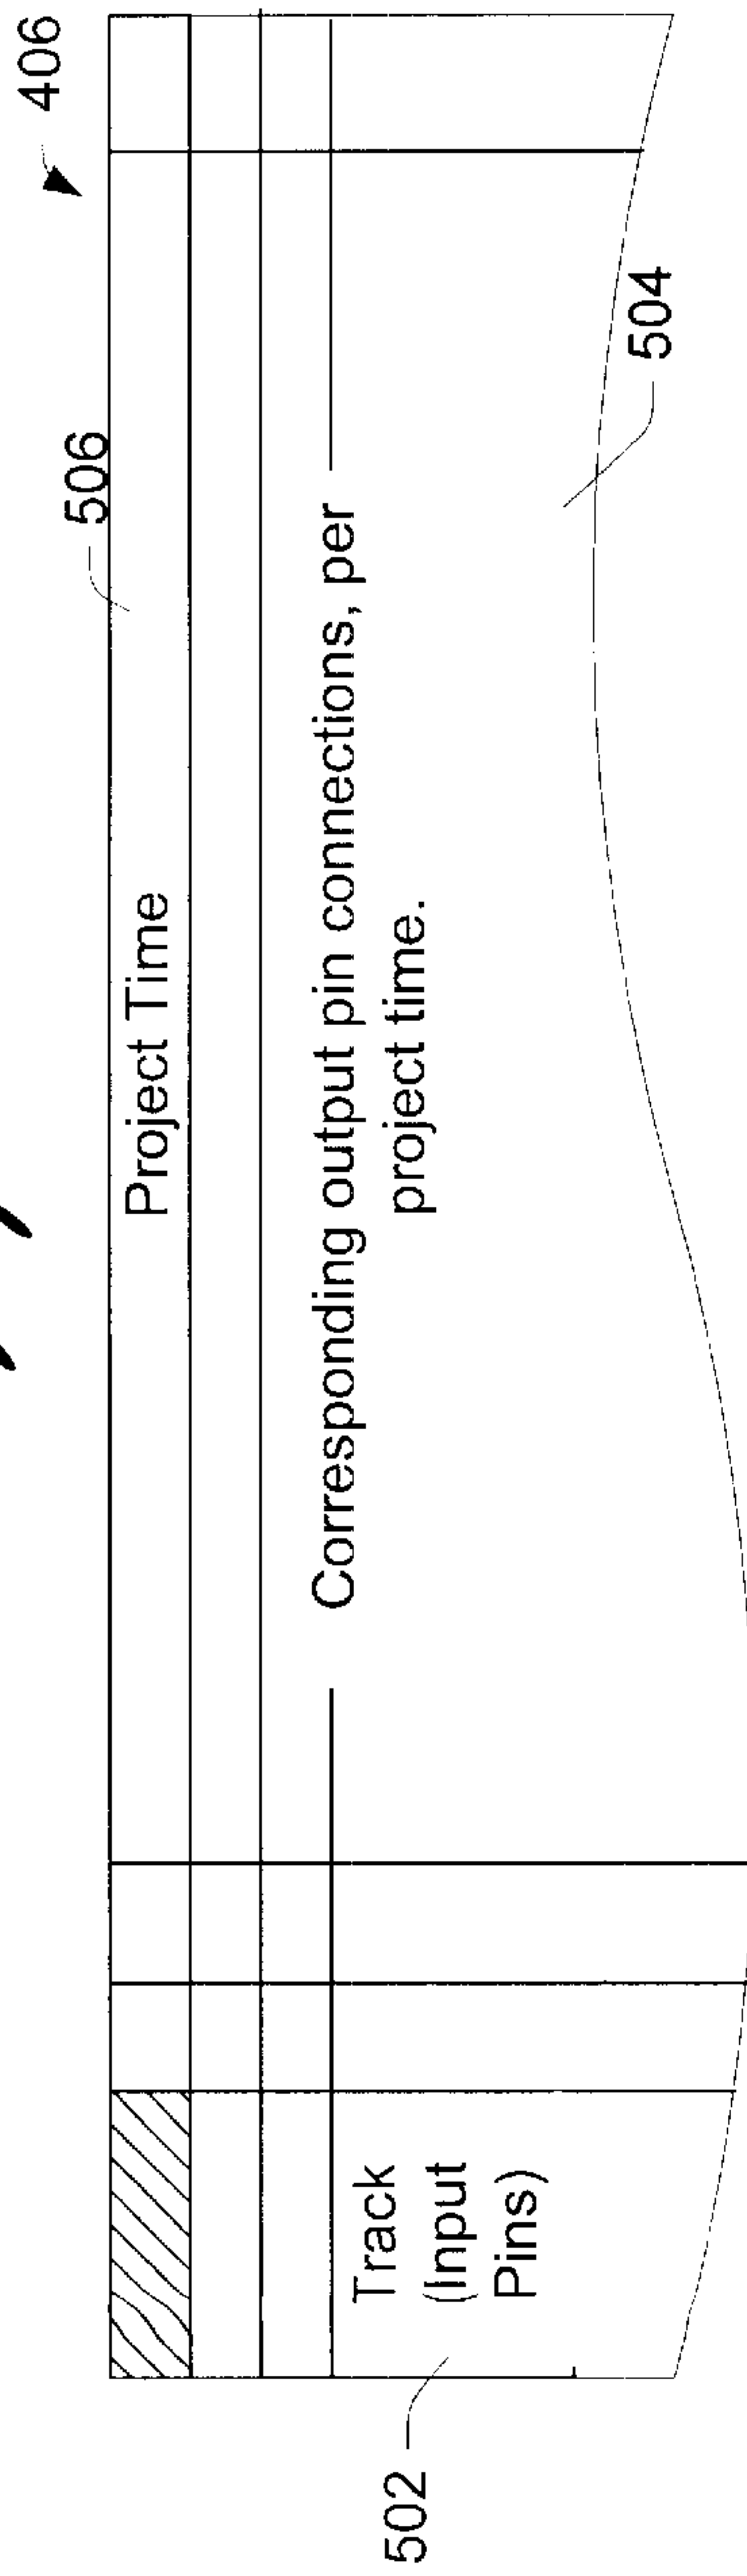 406
506
Project Time
Corresponding output pin connections, per
project time.
504
Track
(Input
Pins)
502